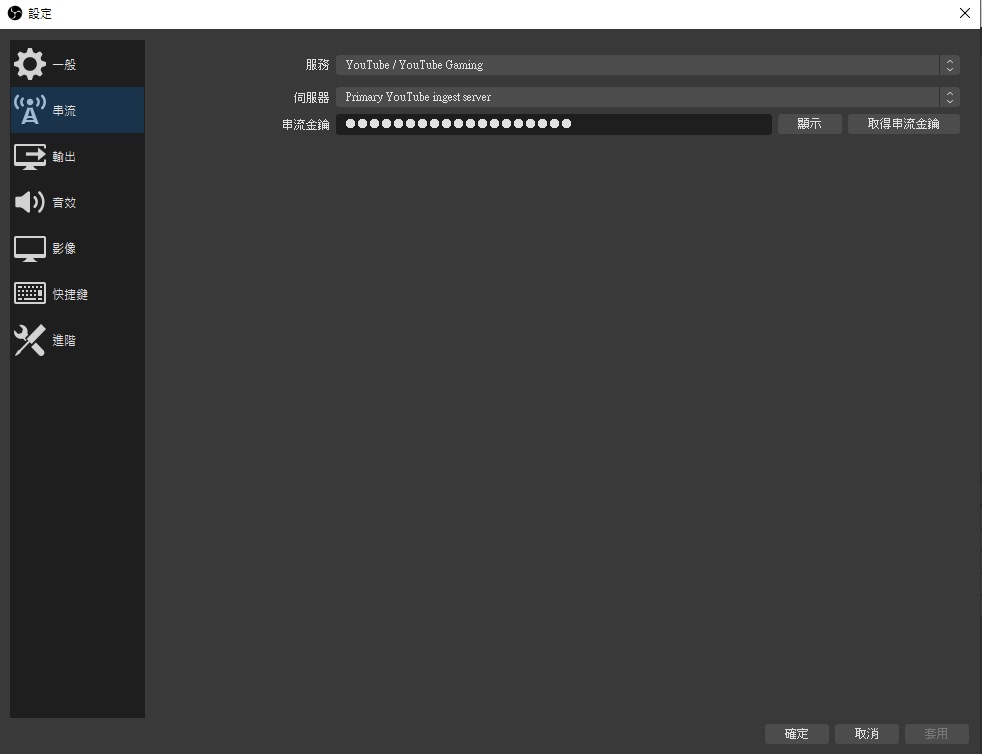 設定
一般
串流
輸出
音效
影像
快捷鍵
進階
服務 YouTube / YouTube Gaming
伺服器 Primary YouTube ingest server
串流金鑰 ●●●●●●●●●●●●●●●●●●● 顯示 取得串流金鑰
確定 取消 套用